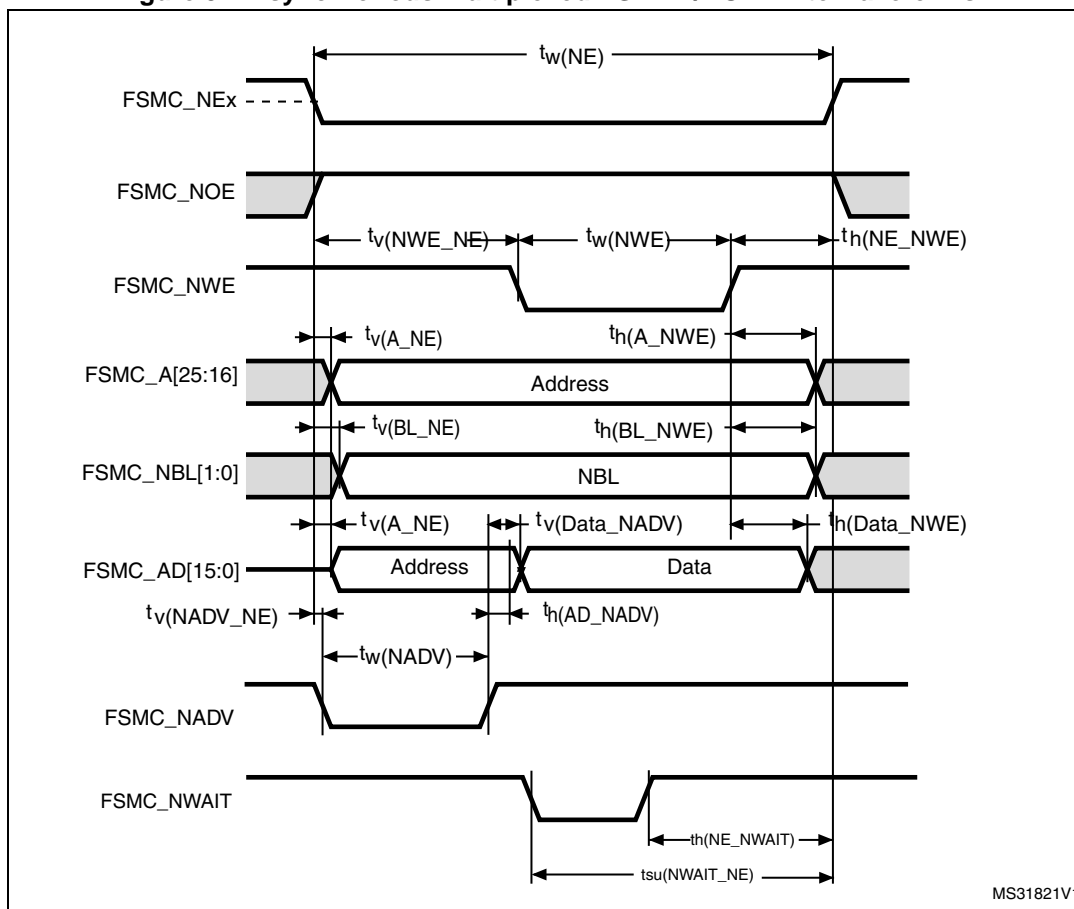 tw(NE)
FSMC_NEx
FSMC_NOE
tv(NWE_NE)
tw(NWE)
th(NE_NWE)
FSMC_NWE
tv(A_NE)
th(A_NWE)
FSMC_A[25:16]
Address
tv(BL_NE)
th(BL_NWE)
FSMC_NBL[1:0]
NBL
tv(A_NE)
tv(Data_NADV)
th(Data_NWE)
FSMC_AD[15:0]
Address
Data
tv(NADV_NE)
th(AD_NADV)
tw(NADV)
FSMC_NADV
FSMC_NWAIT
th(NE_NWAIT)
tsu(NWAIT_NE)
MS31821V1